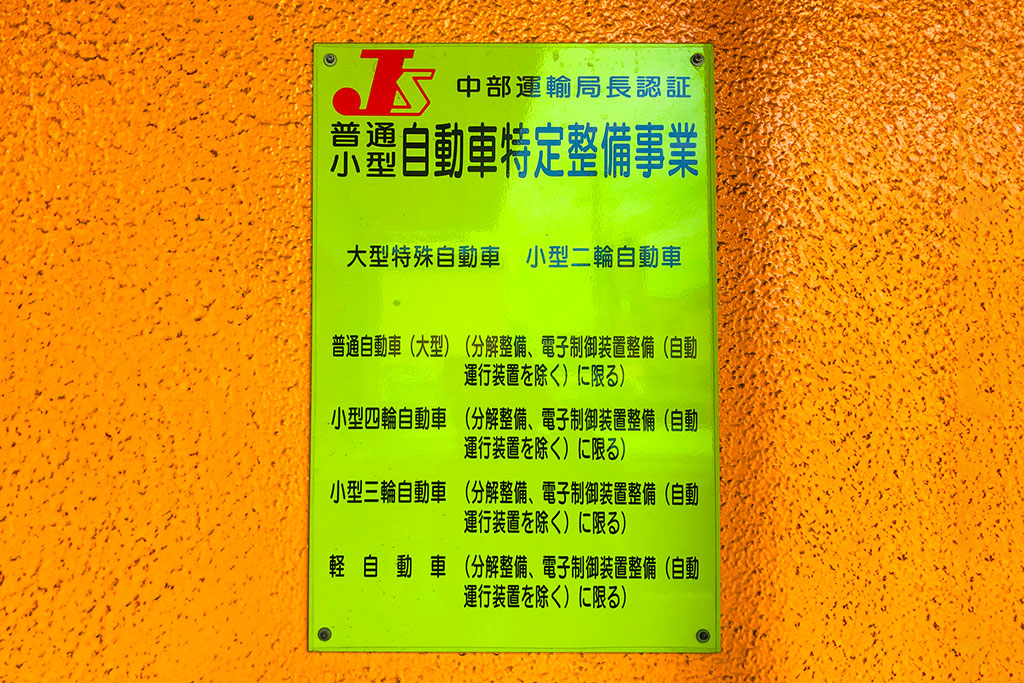 JS 中部運輸局長認証
普通小型自動車特定整備事業
大型特殊自動車 小型二輪自動車
普通自動車(大型)(分解整備、電子制御装置整備(自動
運行装置を除く)に限る)
小型四輪自動車(分解整備、電子制御装置整備(自動
運行装置を除く)に限る)
小型三輪自動車(分解整備、電子制御装置整備(自動
運行装置を除く)に限る)
軽自動車(分解整備、電子制御装置整備(自動
運行装置を除く)に限る)